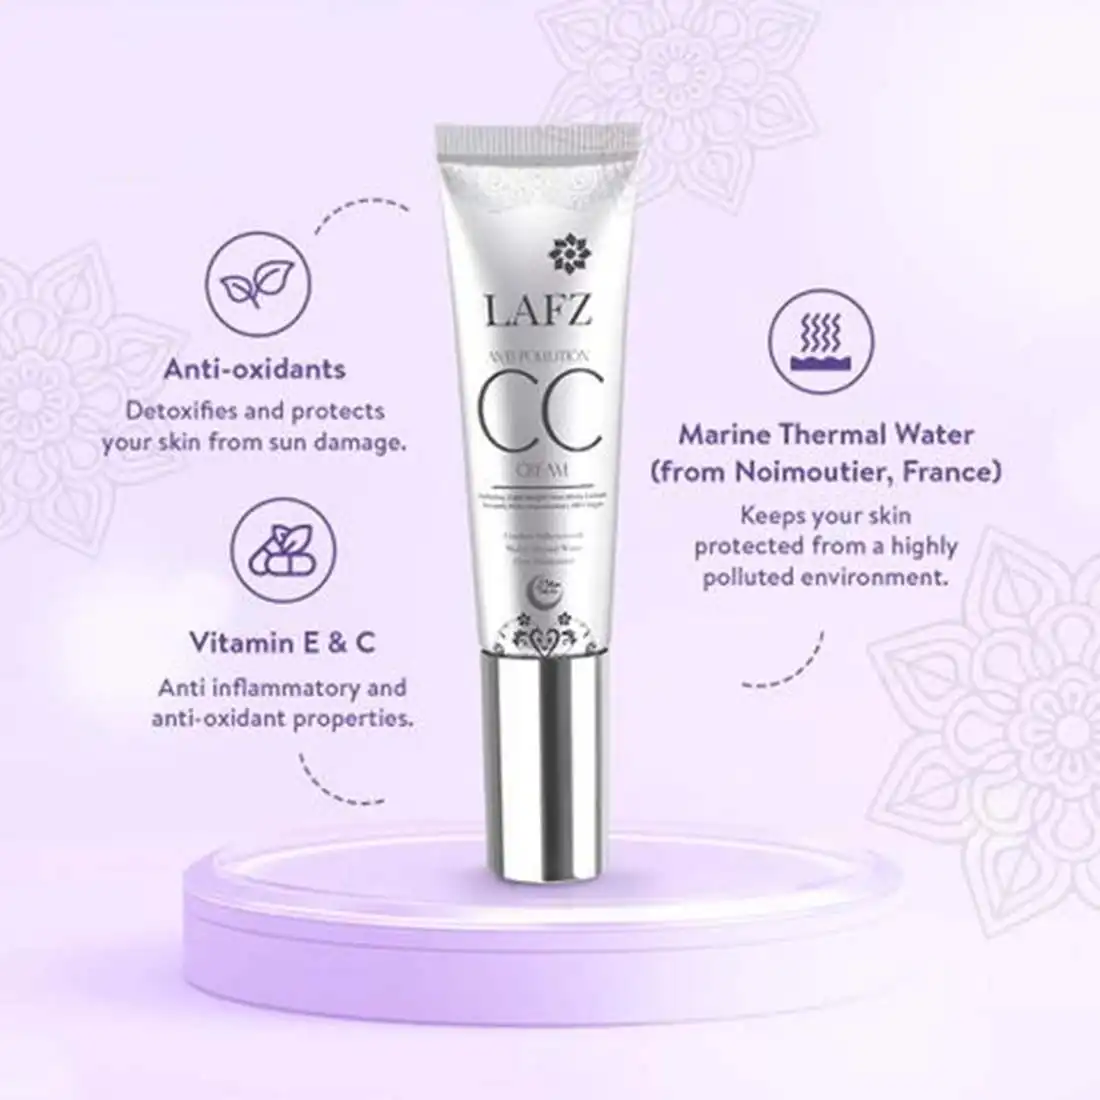 LAFZ
ANTI POLLUTION
CC
CREAM
Anti-oxidants
Detoxifies and protects
your skin from sun damage.
Vitamin E & C
Anti inflammatory and
anti-oxidant properties.
Marine Thermal Water
(from Noimoutier, France)
Keeps your skin
protected from a highly
polluted environment.